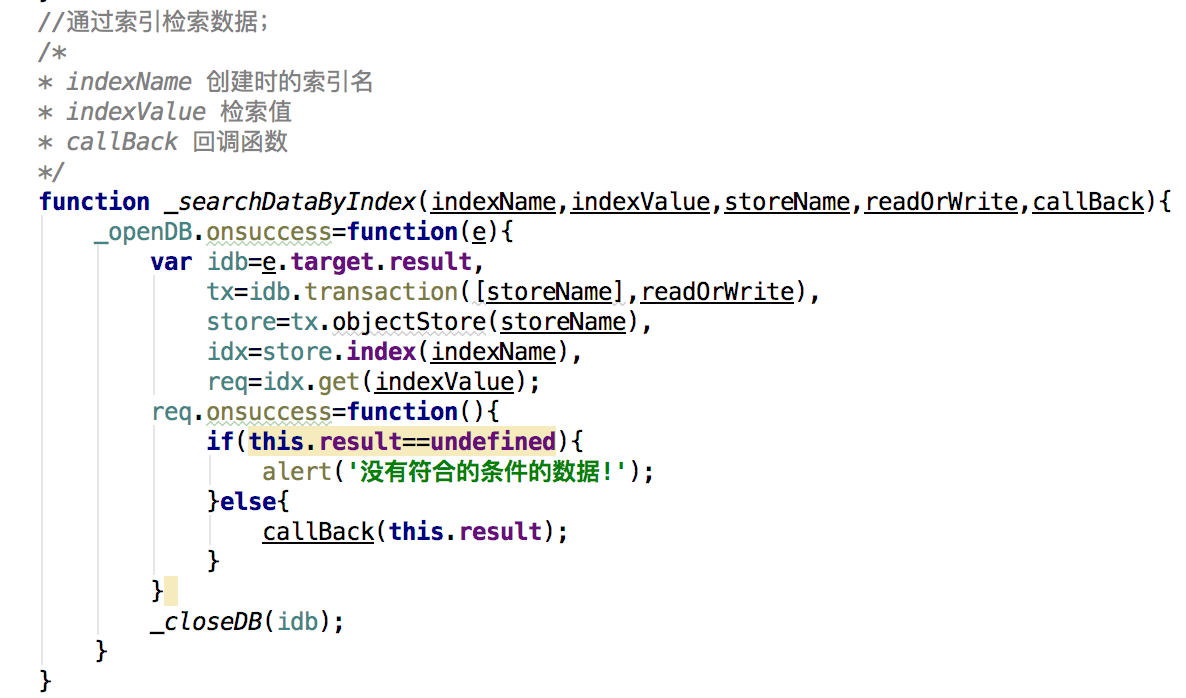 //通过索引检索数据;
/*
* indexName 创建时的索引名
* indexValue 检索值
* callBack 回调函数
*/
function _searchDataByIndex(indexName,indexValue,storeName,readOrWrite,callBack){
_openDB.onsuccess=function(e){
var idb=e.target.result,
tx=idb.transaction([storeName],readOrWrite),
store=tx.objectStore(storeName),
idx=store.index(indexName),
req=idx.get(indexValue);
req.onsuccess=function(){
if(this.result==undefined){
alert('没有符合的条件的数据!');
}else{
callBack(this.result);
}
}
_closeDB(idb);
}
}